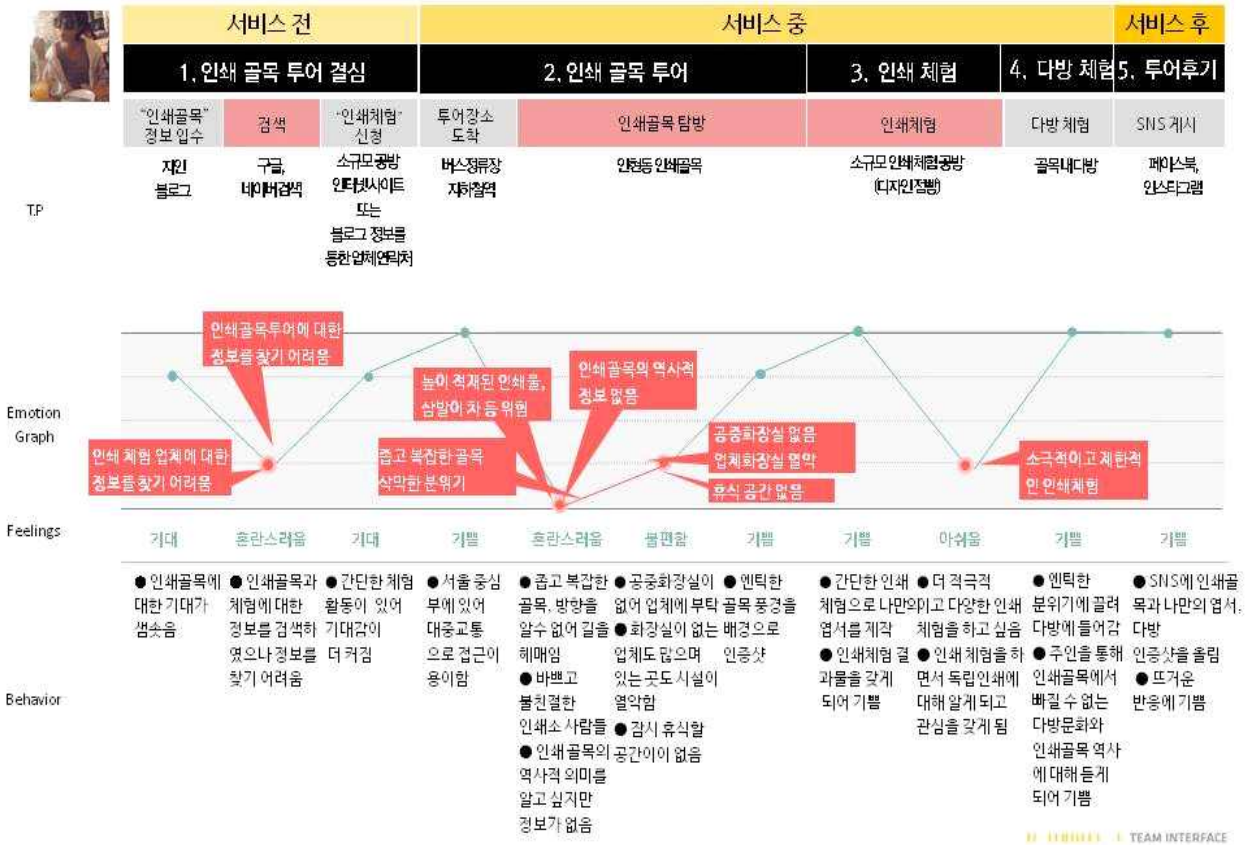 서비스 전
서비스 중
서비스 후
1. 인쇄 골목 투어 결심
2. 인쇄 골목 투어
3. 인쇄 체험
4. 다방 체험
5. 투어후기
"인쇄골목"
정보 입수
검색
"인쇄체험"
신청
투어장소
도착
인쇄골목 탐방
인쇄체험
다방 체험
SNS 게시
T.P
지인
블로그
구글,
네이버 검색
소규모 공방
인터넷 사이트
또는
블로그 정보를
통한 업체 연락처
버스정류장
지하철역
인현동 인쇄골목
소규모 인쇄체험 공방
(디자인점빵)
골목 내 다방
페이스북,
인스타그램
Emotion
Graph
인쇄골목투어에 대한
정보를 찾기 어려움
인쇄 체험 업체에 대한
정보를 찾기 어려움
높이 적재된 인쇄물,
삼발이 차 등 위험
인쇄골목의 역사적
정보 없음
좁고 복잡한 골목
삭막한 분위기
공중화장실 없음
업체화장실 열악
휴식 공간 없음
소극적이고 제한적
인 인쇄체험
Feelings
기대
혼란스러움
기대
기쁨
혼란스러움
불편함
기쁨
기쁨
아쉬움
기쁨
기쁨
Behavior
● 인쇄골목에
대한 기대가
샘솟음
● 인쇄골목과
체험에 대한
정보를 검색하
였으나 정보를
찾기 어려움
● 간단한 체험
활동이 있어
기대감이
더 커짐
● 서울 중심
부에 있어
대중교통
으로 접근이
용이함
● 좁고 복잡한
골목, 방향을
알수 없어 길을
헤매임
● 바쁘고
불친절한
인쇄소 사람들
● 인쇄 골목의
역사적 의미를
알고 싶지만
정보가 없음
● 공중화장실이
없어 업체에 부탁
● 화장실이 없는
업체도 많으며
있는 곳도 시설이
열악함
● 잠시 휴식할
공간이이 없음
● 엔틱한
골목 풍경을
배경으로
인증샷
● 간단한 인쇄
체험으로 나만의
엽서를 제작
● 인쇄체험 결
과물을 갖게
되어 기쁨
● 더 적극적
이고 다양한 인쇄
체험을 하고 싶음
● 인쇄 체험을 하
면서 독립인쇄에
대해 알게 되고
관심을 갖게 됨
● 엔틱한
분위기에 끌려
다방에 들어감
● 주인을 통해
인쇄골목에서
빠질 수 없는
다방문화와
인쇄골목 역사
에 대해 듣게
되어 기쁨
● SNS에 인쇄골
목과 나만의 엽서,
다방
인증샷을 올림
● 뜨거운
반응에 기쁨
TEAM INTERFACE